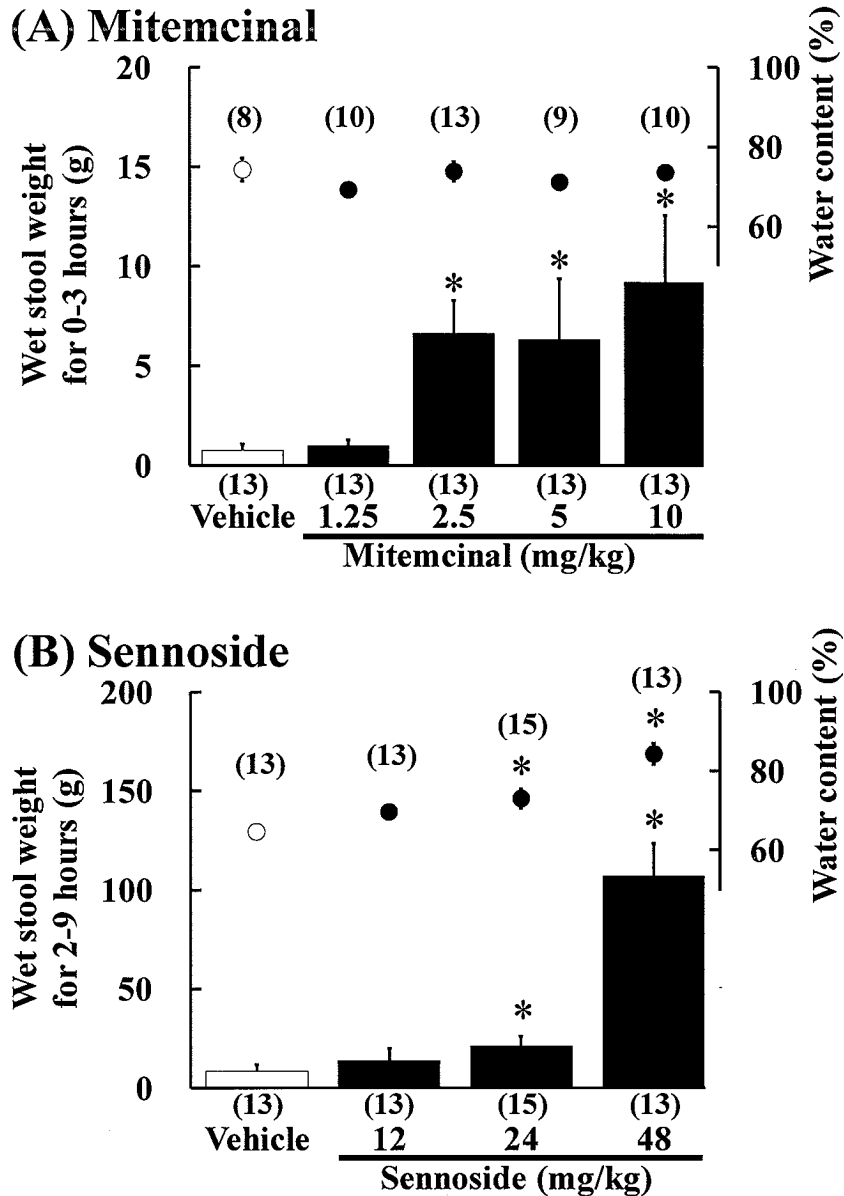 (A) Mitemcinal
Wet stool weight
for 0-3 hours (g)
Water content (%)
20
15
10
5
0
100
80
60
(8) (10) (13) (9) (10)
* * *
(13) (13) (13) (13) (13)
Vehicle 1.25 2.5 5 10
Mitemcinal (mg/kg)
(B) Sennoside
Wet stool weight
for 2-9 hours (g)
Water content (%)
200
150
100
50
0
100
80
60
(13) (13) (15) (13)
* *
* *
(13) (13) (15) (13)
Vehicle 12 24 48
Sennoside (mg/kg)